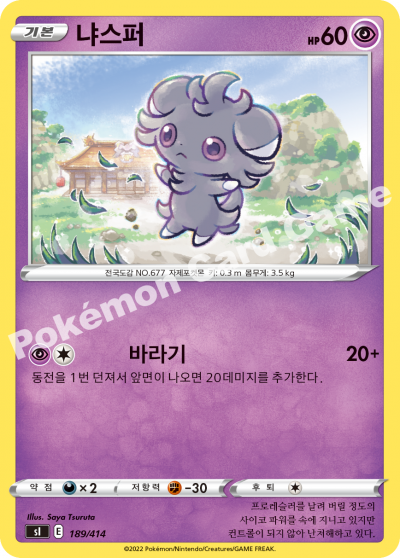 기본 냐스퍼 HP 60
전국도감 NO.677 자제포켓몬 키: 0.3 m 몸무게: 3.5 kg
Pokémon Card Game
바라기 20+
동전을 1번 던져서 앞면이 나오면 20데미지를 추가한다.
약점 ×2 저항력 -30 후퇴
Illus. Saya Tsuruta
sI E 189/414
프로레슬러를 날려 버릴 정도의
사이코 파워를 속에 지니고 있지만
컨트롤이 되지 않아 난처해하고 있다.
©2022 Pokémon/Nintendo/Creatures/GAME FREAK.